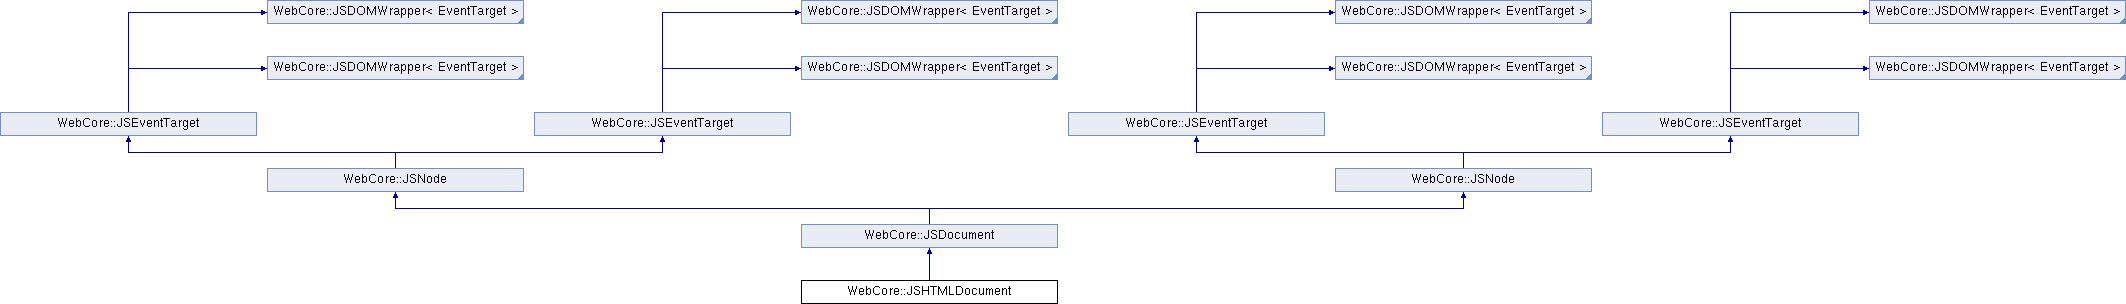 WebCore::JSDOMWrapper< EventTarget >
WebCore::JSDOMWrapper< EventTarget >
WebCore::JSDOMWrapper< EventTarget >
WebCore::JSDOMWrapper< EventTarget >
WebCore::JSDOMWrapper< EventTarget >
WebCore::JSDOMWrapper< EventTarget >
WebCore::JSDOMWrapper< EventTarget >
WebCore::JSDOMWrapper< EventTarget >
WebCore::JSEventTarget
WebCore::JSEventTarget
WebCore::JSEventTarget
WebCore::JSEventTarget
WebCore::JSNode
WebCore::JSNode
WebCore::JSDocument
WebCore::JSHTMLDocument